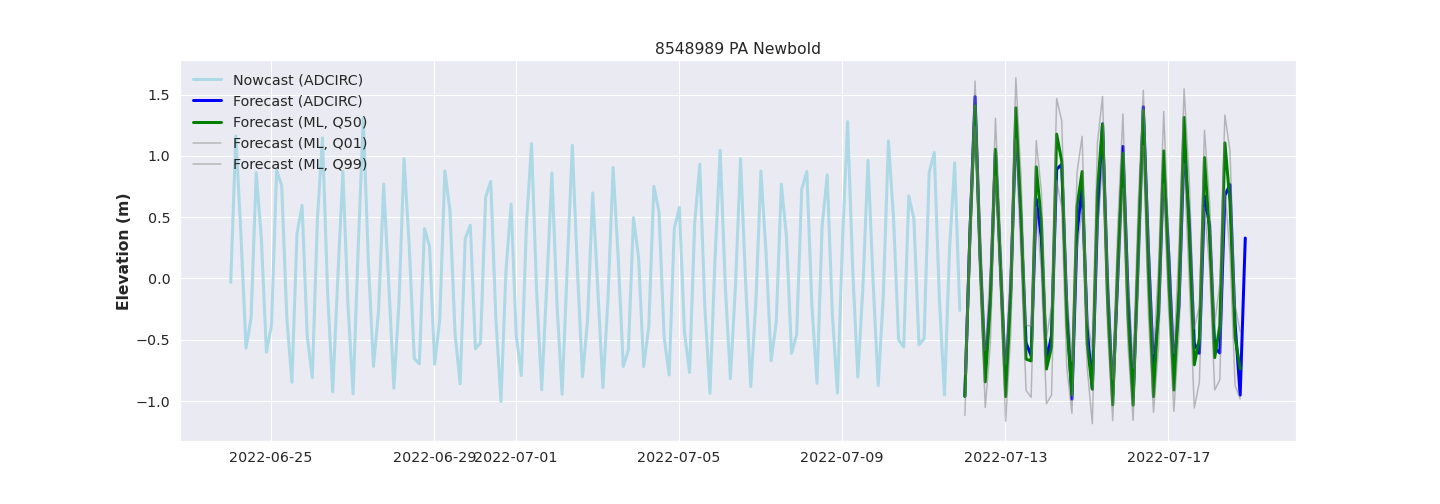 8548989 PA Newbold
Nowcast (ADCIRC)
Forecast (ADCIRC)
Forecast (ML, Q50)
Forecast (ML, Q01)
Forecast (ML, Q99)
Elevation (m)
1.5
1.0
0.5
0.0
−0.5
−1.0
2022-06-25 2022-06-29 2022-07-01 2022-07-05 2022-07-09 2022-07-13 2022-07-17